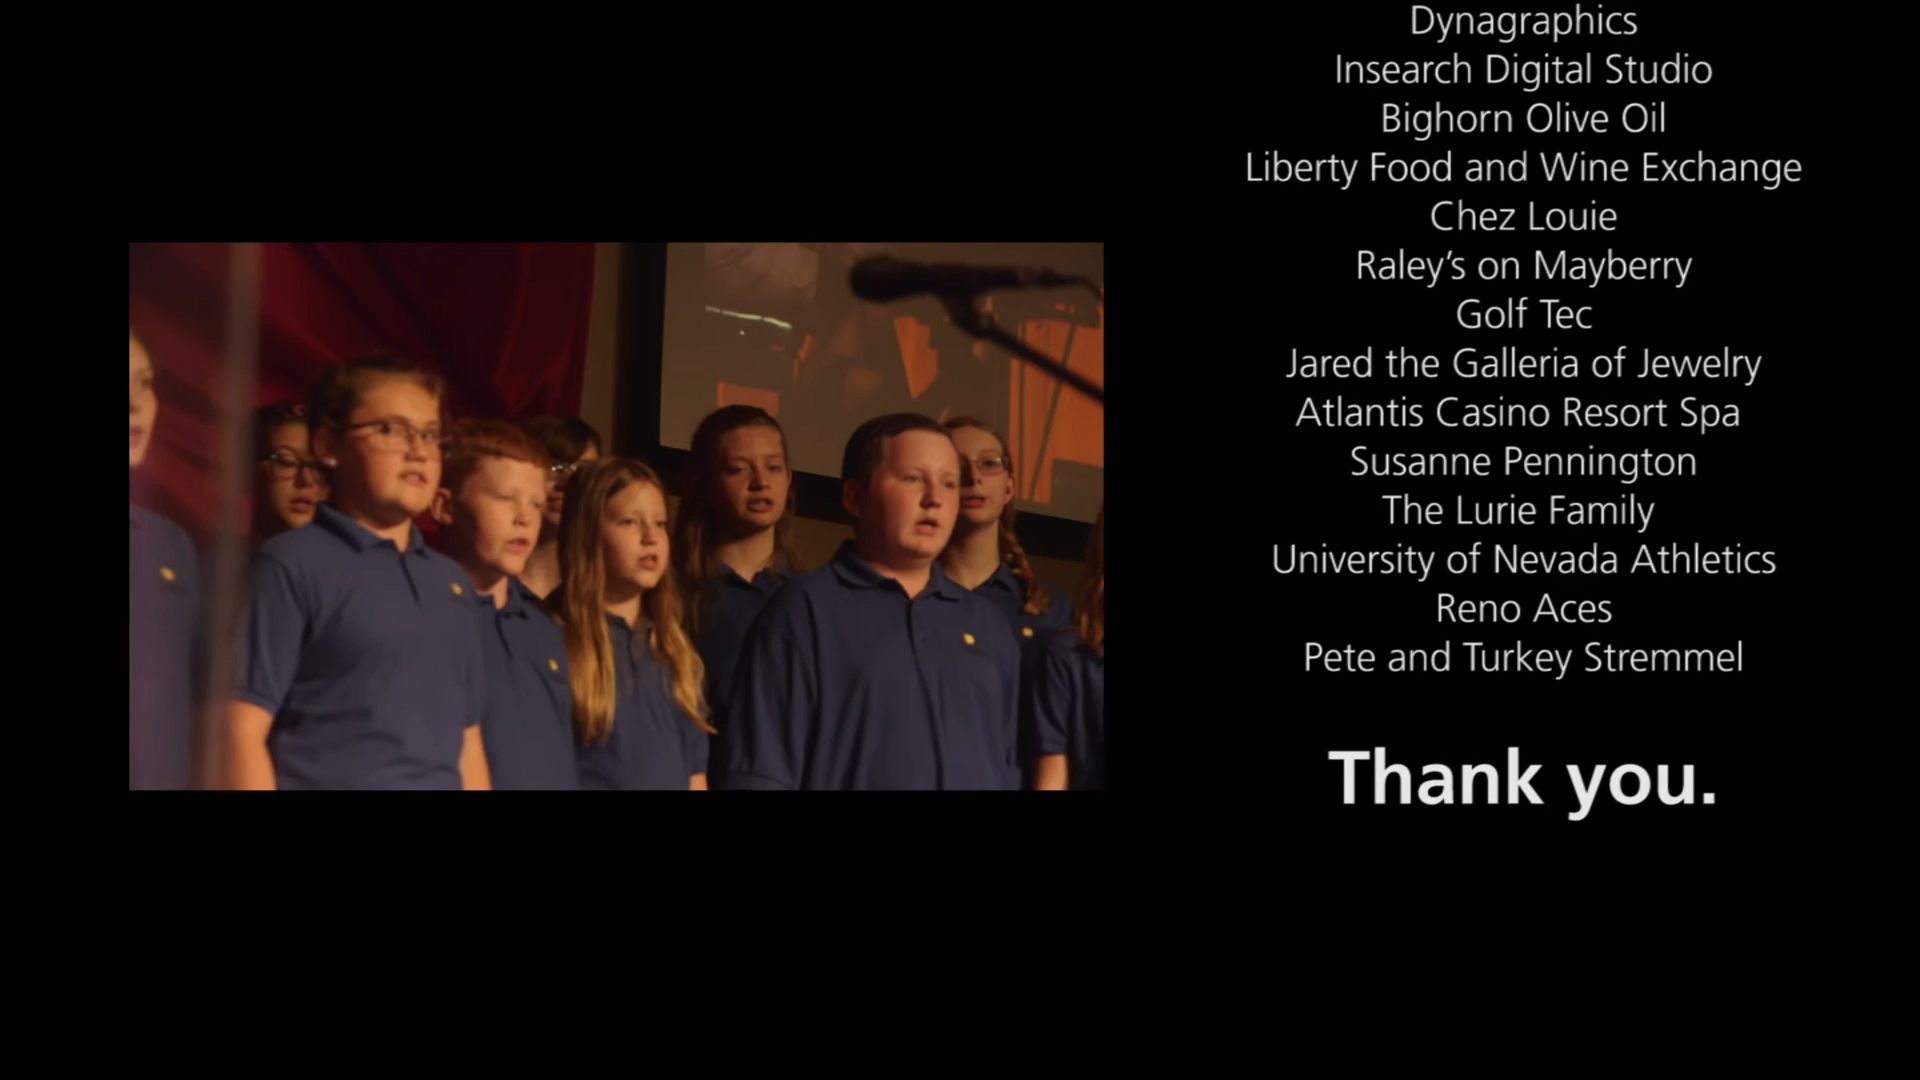 Dynagraphics
Insearch Digital Studio
Bighorn Olive Oil
Liberty Food and Wine Exchange
Chez Louie
Raley’s on Mayberry
Golf Tec
Jared the Galleria of Jewelry
Atlantis Casino Resort Spa
Susanne Pennington
The Lurie Family
University of Nevada Athletics
Reno Aces
Pete and Turkey Stremmel
Thank you.